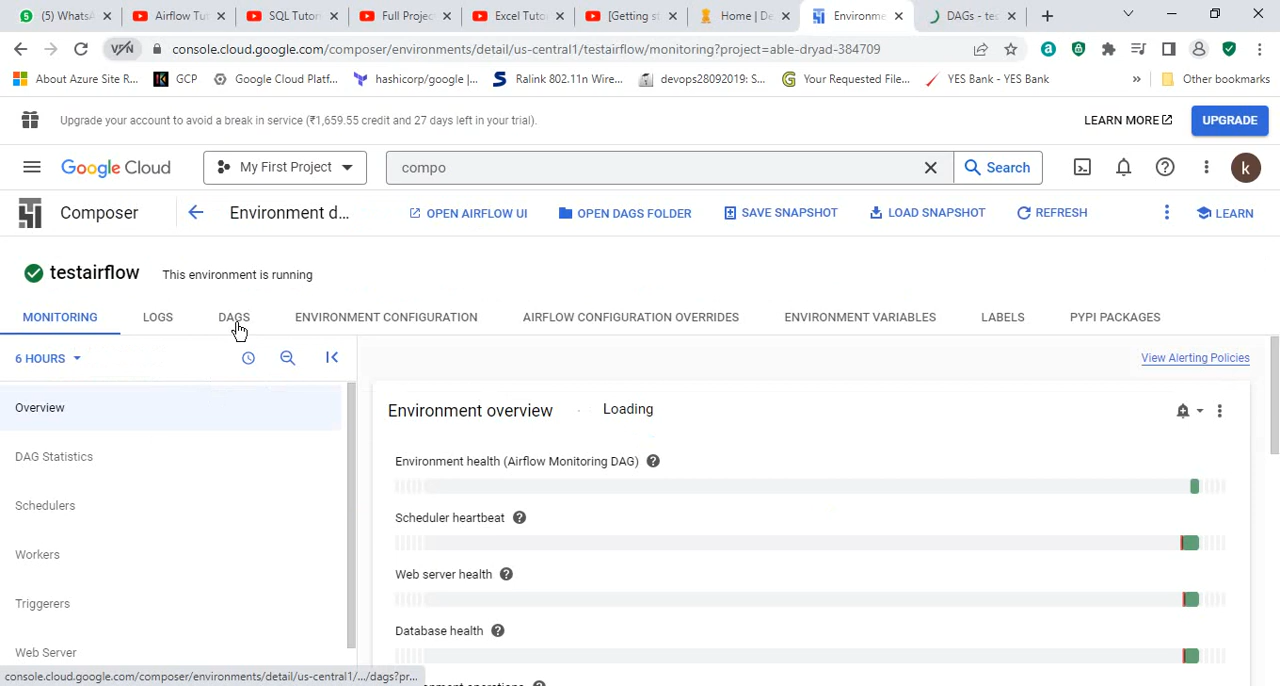 (5) WhatsA
Airflow Tut
SQL Tutori
Full Projec
Excel Tuto
[Getting st
Home | De
Environme
DAGs - tes
VPN
console.cloud.google.com/composer/environments/detail/us-central1/testairflow/monitoring?project=able-dryad-384709
About Azure Site R...
GCP
Google Cloud Platf...
hashicorp/google |...
Ralink 802.11n Wire...
devops28092019: S...
Your Requested File...
YES Bank - YES Bank
»
Other bookmarks
Upgrade your account to avoid a break in service (₹1,659.55 credit and 27 days left in your trial).
LEARN MORE
UPGRADE
Google Cloud
My First Project
compo
Search
k
Composer
Environment d...
OPEN AIRFLOW UI
OPEN DAGS FOLDER
SAVE SNAPSHOT
LOAD SNAPSHOT
REFRESH
LEARN
testairflow
This environment is running
MONITORING
LOGS
DAGS
ENVIRONMENT CONFIGURATION
AIRFLOW CONFIGURATION OVERRIDES
ENVIRONMENT VARIABLES
LABELS
PYPI PACKAGES
6 HOURS
View Alerting Policies
Overview
Environment overview
Loading
Environment health (Airflow Monitoring DAG)
DAG Statistics
Schedulers
Scheduler heartbeat
Workers
Web server health
Triggerers
Database health
Web Server
console.cloud.google.com/composer/environments/detail/us-central1/.../dags?pr...